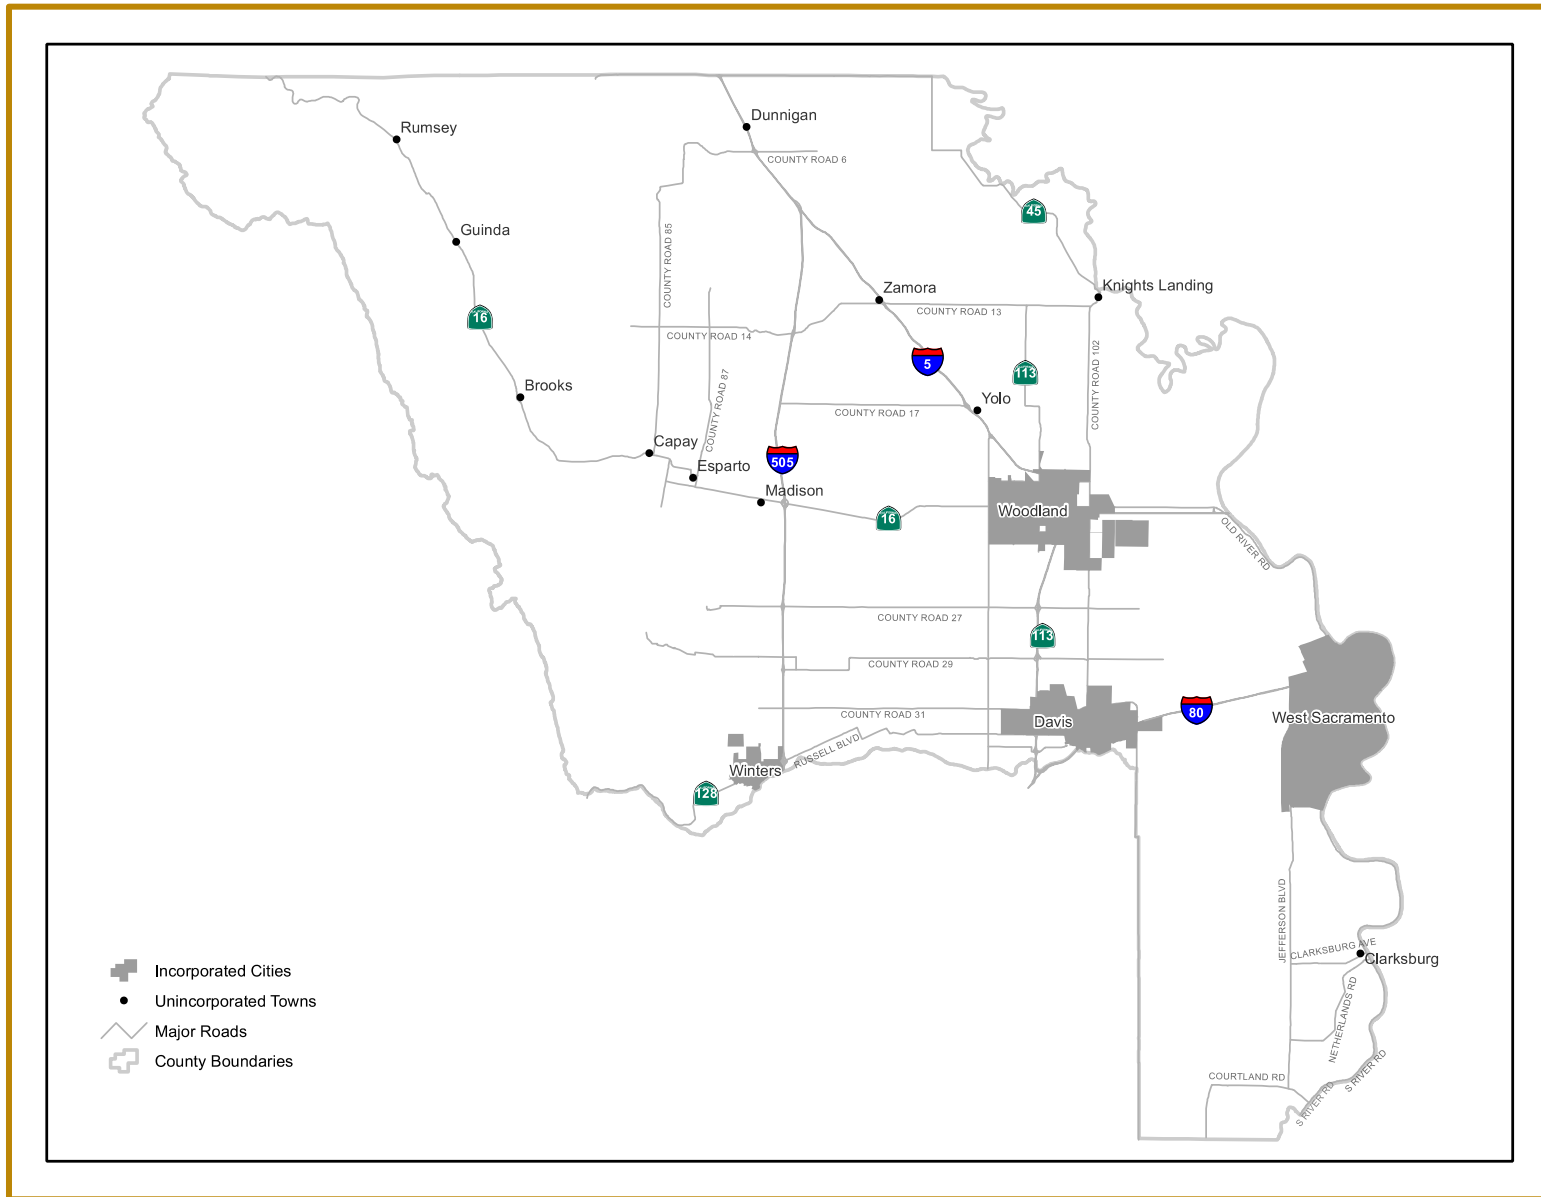 Dunnigan
Rumsey
COUNTY ROAD 6
45
Guinda
COUNTY ROAD 85
Knights Landing
Zamora
COUNTY ROAD 13
16
COUNTY ROAD 14
5
113
COUNTY ROAD 102
Brooks
COUNTY ROAD 87
Yolo
COUNTY ROAD 17
Capay
505
Esparto
Madison
16
Woodland
OLD RIVER RD
COUNTY ROAD 27
113
COUNTY ROAD 29
80
COUNTY ROAD 31
Davis
West Sacramento
RUSSELL BLVD
Winters
128
JEFFERSON BLVD
CLARKSBURG AVE
Clarksburg
Incorporated Cities
Unincorporated Towns
NETHERLANDS RD
Major Roads
County Boundaries
S RIVER RD
COURTLAND RD
S RIVER RD